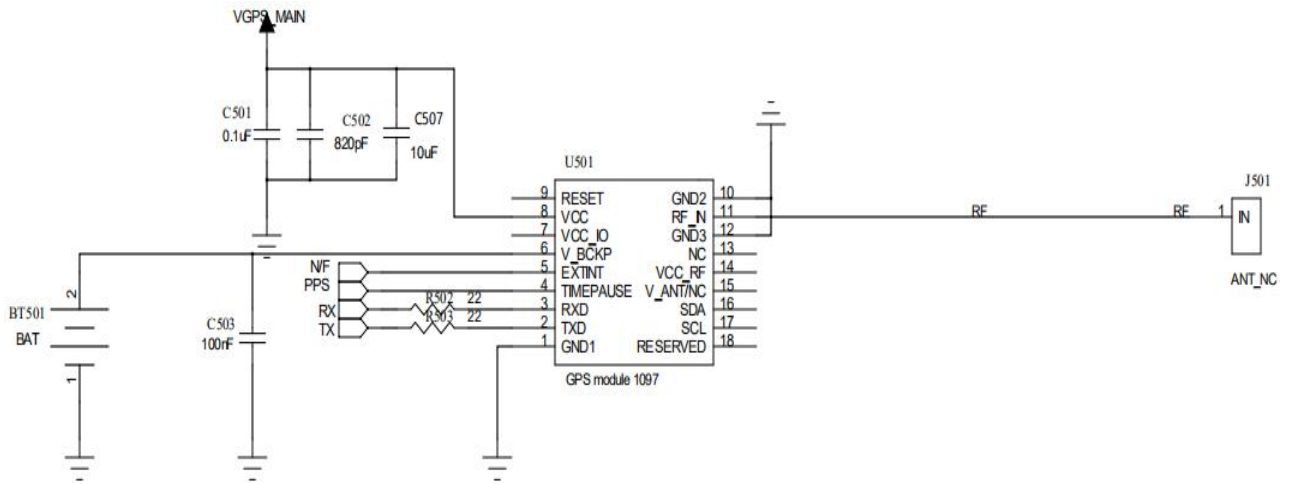 VGPS_MAIN
C501
0.1uF
C502
820pF
C507
10uF
U501
9 RESET GND2 10
8 VCC RF_IN 11
7 VCC_IO GND3 12
6 V_BCKP NC 13
5 EXTINT VCC_RF 14
4 TIMEPAUSE V_ANT/NC 15
3 RXD SDA 16
2 TXD SCL 17
1 GND1 RESERVED 18
GPS module 1097
N/F
PPS
RX R502 22
TX R503 22
RF RF
J501
1 IN
ANT_NC
2
BT501
BAT
1
C503
100nF